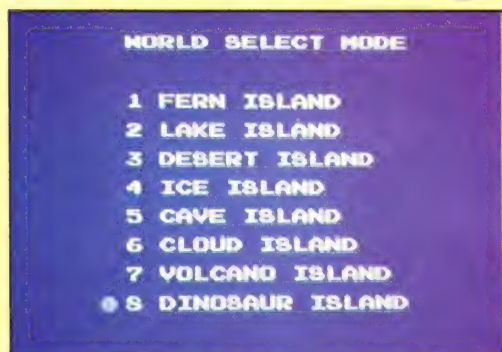 WORLD SELECT MODE
1 FERN ISLAND
2 LAKE ISLAND
3 DESERT ISLAND
4 ICE ISLAND
5 CAVE ISLAND
6 CLOUD ISLAND
7 VOLCANO ISLAND
8 DINOSAUR ISLAND